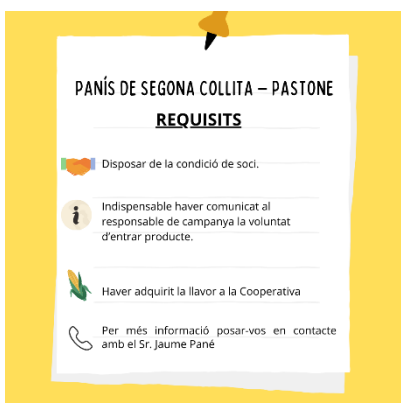 PANÍS DE SEGONA COLLITA – PASTONE
REQUISITS
Disposar de la condició de soci.
Indispensable haver comunicat al
responsable de campanya la voluntat
d'entrar producte.
Haver adquirit la llavor a la Cooperativa
Per més informació posar-vos en contacte
amb el Sr. Jaume Pané